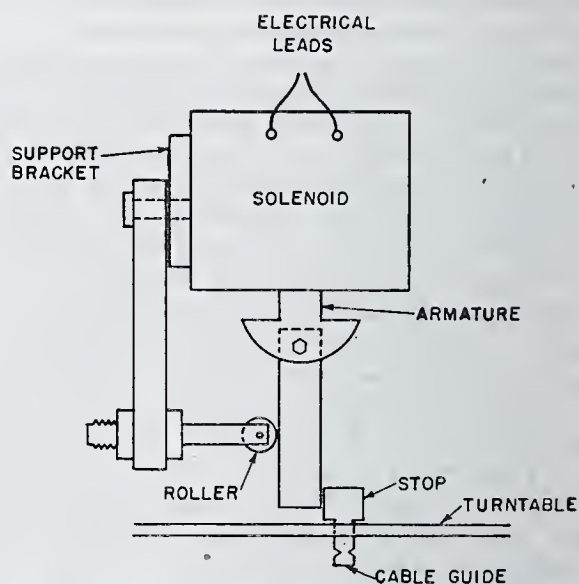 ELECTRICAL
LEADS
SUPPORT
BRACKET
SOLENOID
ARMATURE
ROLLER
STOP
TURNTABLE
CABLE GUIDE